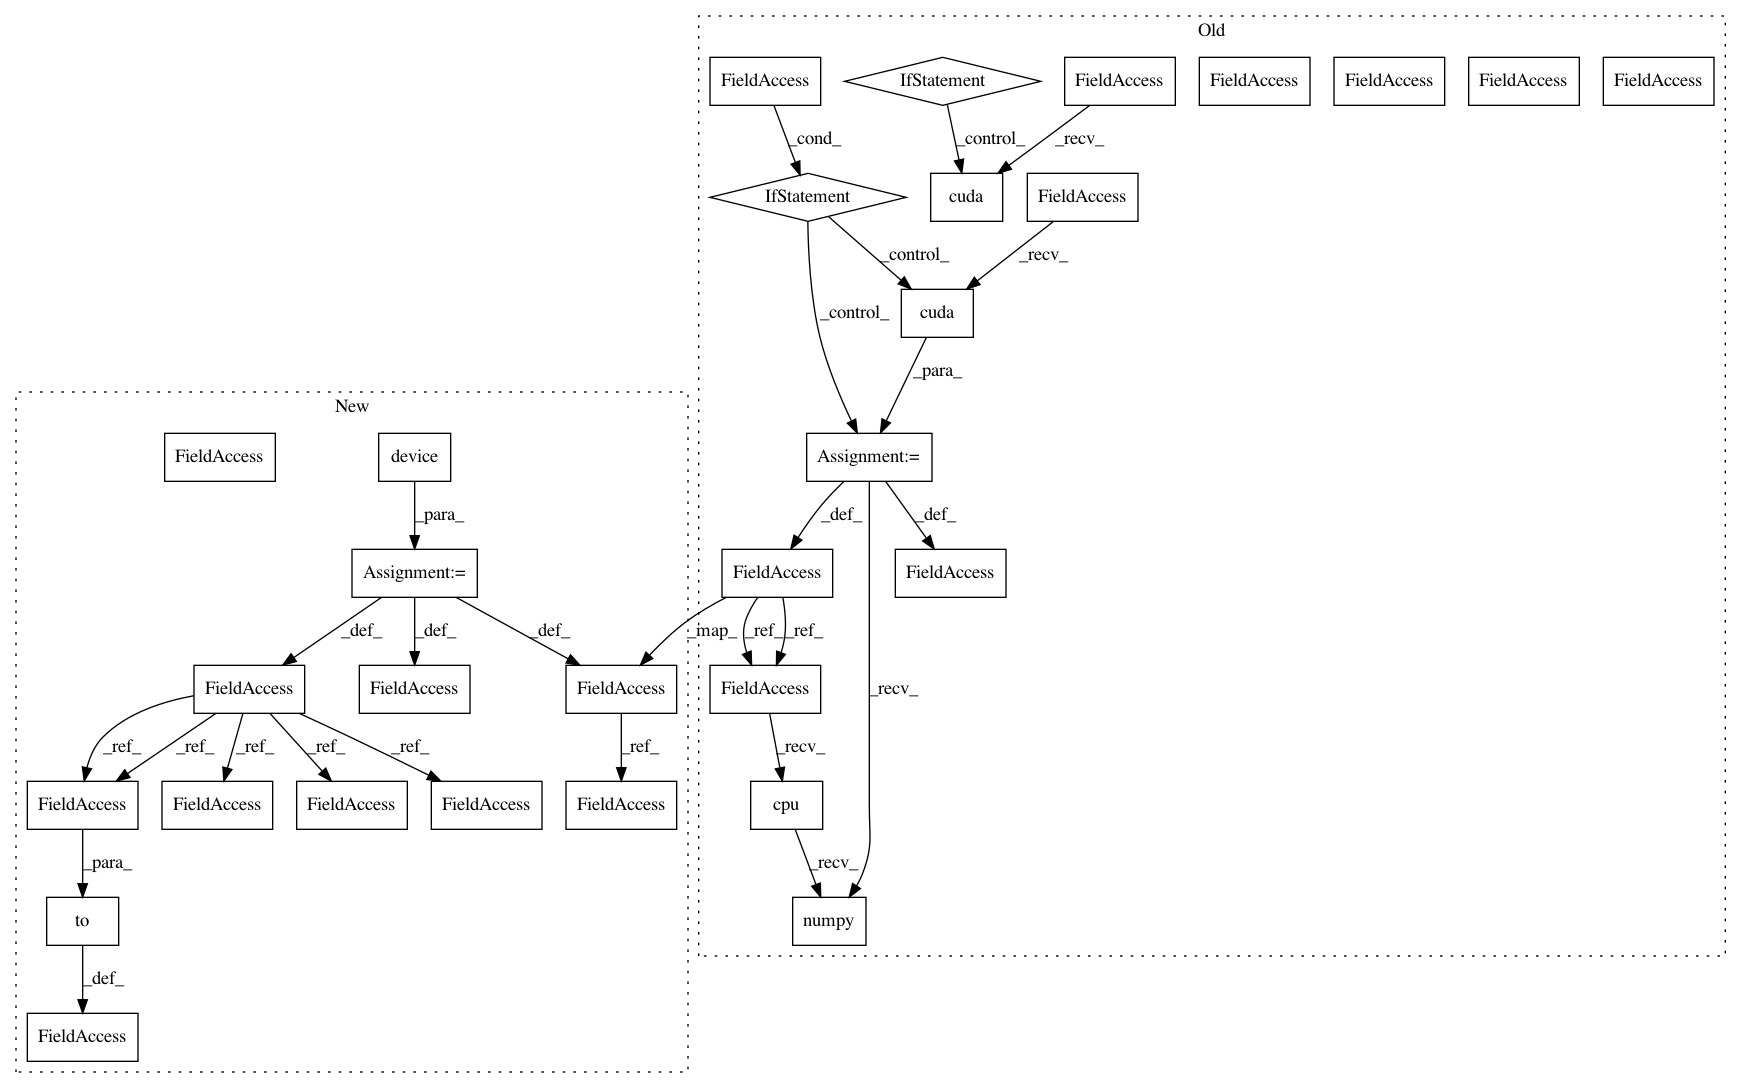 Old
FieldAccess
IfStatement
FieldAccess
FieldAccess
FieldAccess
FieldAccess
FieldAccess
_cond_
_control_
_recv_
IfStatement
cuda
FieldAccess
_control_
_recv_
_control_
cuda
_para_
New
FieldAccess
device
Assignment:=
_para_
_def_
_def_
Assignment:=
FieldAccess
FieldAccess
_def_
_def_
_def_
_map_
_ref_
_ref_
FieldAccess
FieldAccess
FieldAccess
FieldAccess
_recv_
_ref_
_ref_
_ref_
_ref_
_ref_
_ref_
_recv_
FieldAccess
FieldAccess
FieldAccess
FieldAccess
FieldAccess
cpu
_para_
_recv_
to
numpy
_def_
FieldAccess